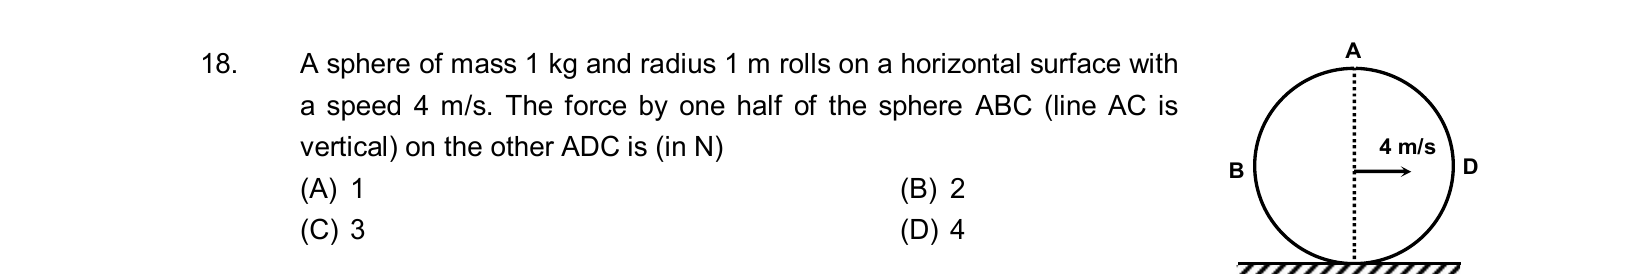 18. A sphere of mass 1 kg and radius 1 m rolls on a horizontal surface with
a speed 4 m/s. The force by one half of the sphere ABC (line AC is
vertical) on the other ADC is (in N)
(A) 1 (B) 2
(C) 3 (D) 4
A
4 m/s
B D